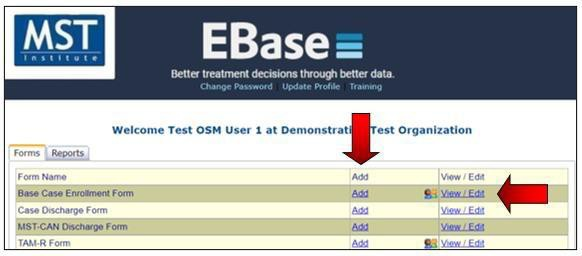 MST
Institute
EBase
Better treatment decisions through better data.
Change Password | Update Profile | Training
Welcome Test OSM User 1 at Demonstrati Test Organization
Forms Reports
Form Name Add View / Edit
Base Case Enrollment Form Add View / Edit
Case Discharge Form Add View / Edit
MST-CAN Discharge Form Add View / Edit
TAM-R Form Add View / Edit